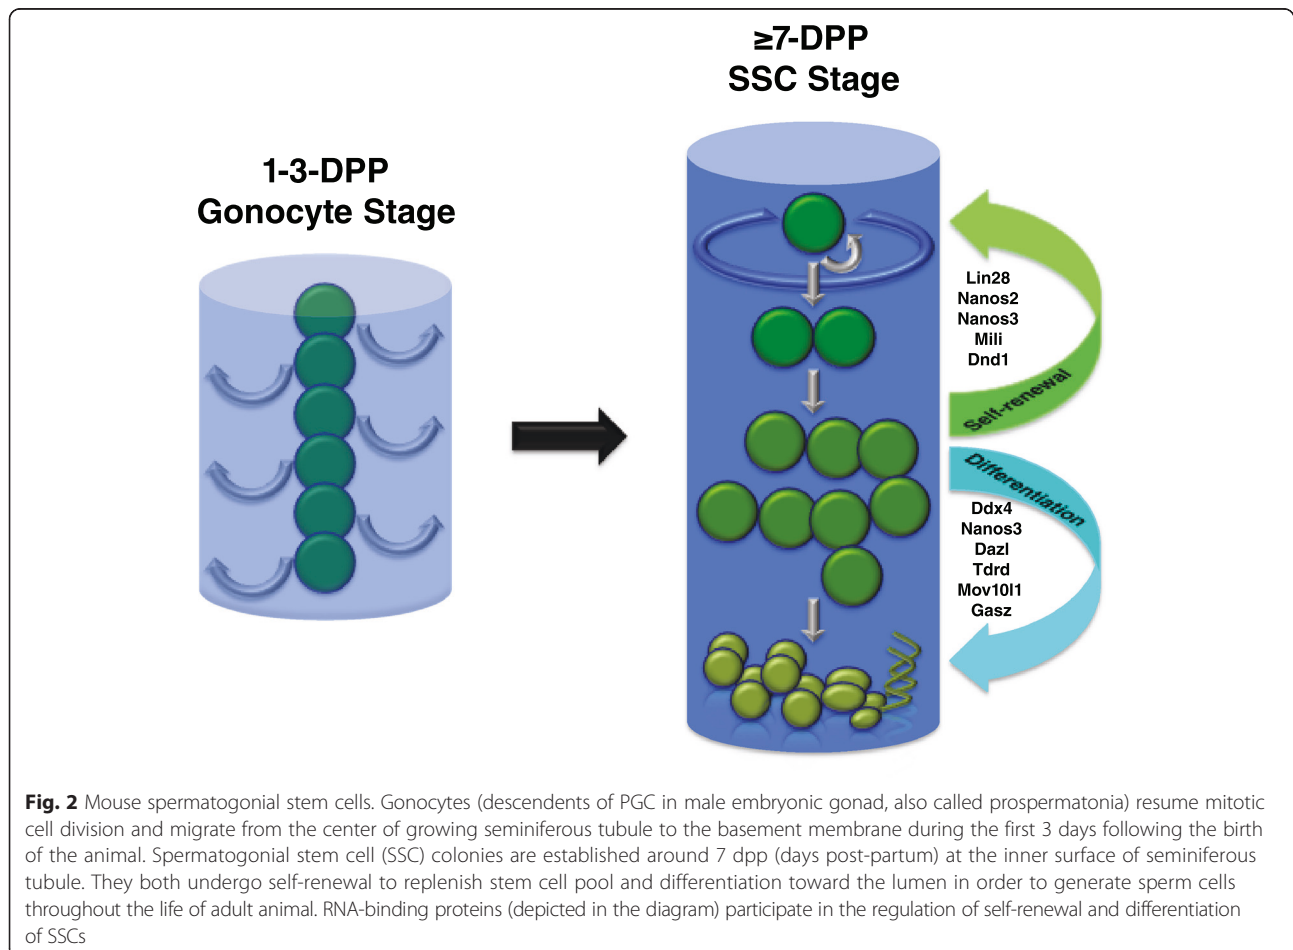 ≥7-DPP
SSC Stage
1-3-DPP
Gonocyte Stage
Lin28
Nanos2
Nanos3
Mili
Dnd1
Self-renewal
Differentiation
Ddx4
Nanos3
Dazl
Tdrd
Mov10l1
Gasz
Fig. 2 Mouse spermatogonial stem cells. Gonocytes (descendents of PGC in male embryonic gonad, also called prospermatonia) resume mitotic
cell division and migrate from the center of growing seminiferous tubule to the basement membrane during the first 3 days following the birth
of the animal. Spermatogonial stem cell (SSC) colonies are established around 7 dpp (days post-partum) at the inner surface of seminiferous
tubule. They both undergo self-renewal to replenish stem cell pool and differentiation toward the lumen in order to generate sperm cells
throughout the life of adult animal. RNA-binding proteins (depicted in the diagram) participate in the regulation of self-renewal and differentiation
of SSCs